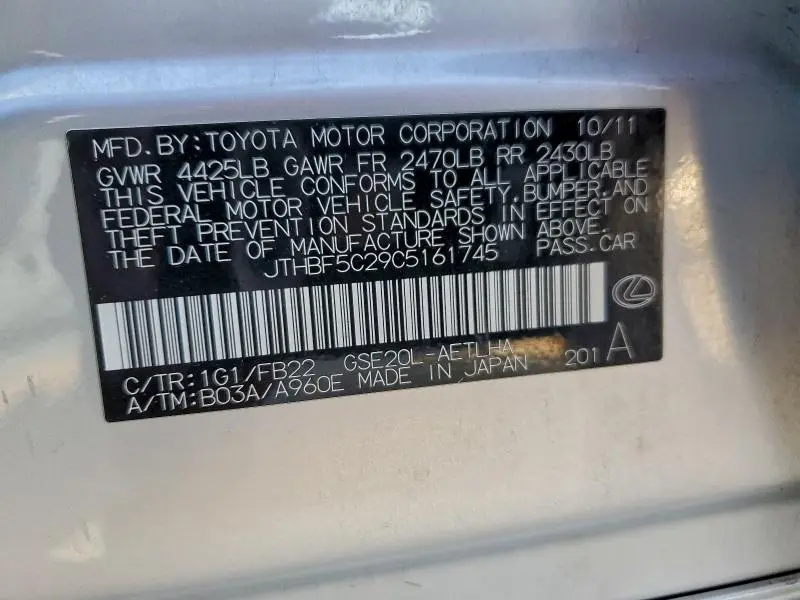 MFD.BY:TOYOTA MOTOR CORPORATION 10/11
GVWR 4425LB GAWR FR 2470LB RR 2430LB
THIS VEHICLE CONFORMS TO ALL APPLICABLE
FEDERAL MOTOR VEHICLE SAFETY,BUMPER,AND
THEFT PREVENTION STANDARDS IN EFFECT ON
THE DATE OF MANUFACTURE SHOWN ABOVE.
JTHBF5C29C5161745 PASS.CAR
C/TR:1G1/FB22 GSE20L-AETLHA
A/TM:B03A/A960E MADE IN JAPAN 201 A